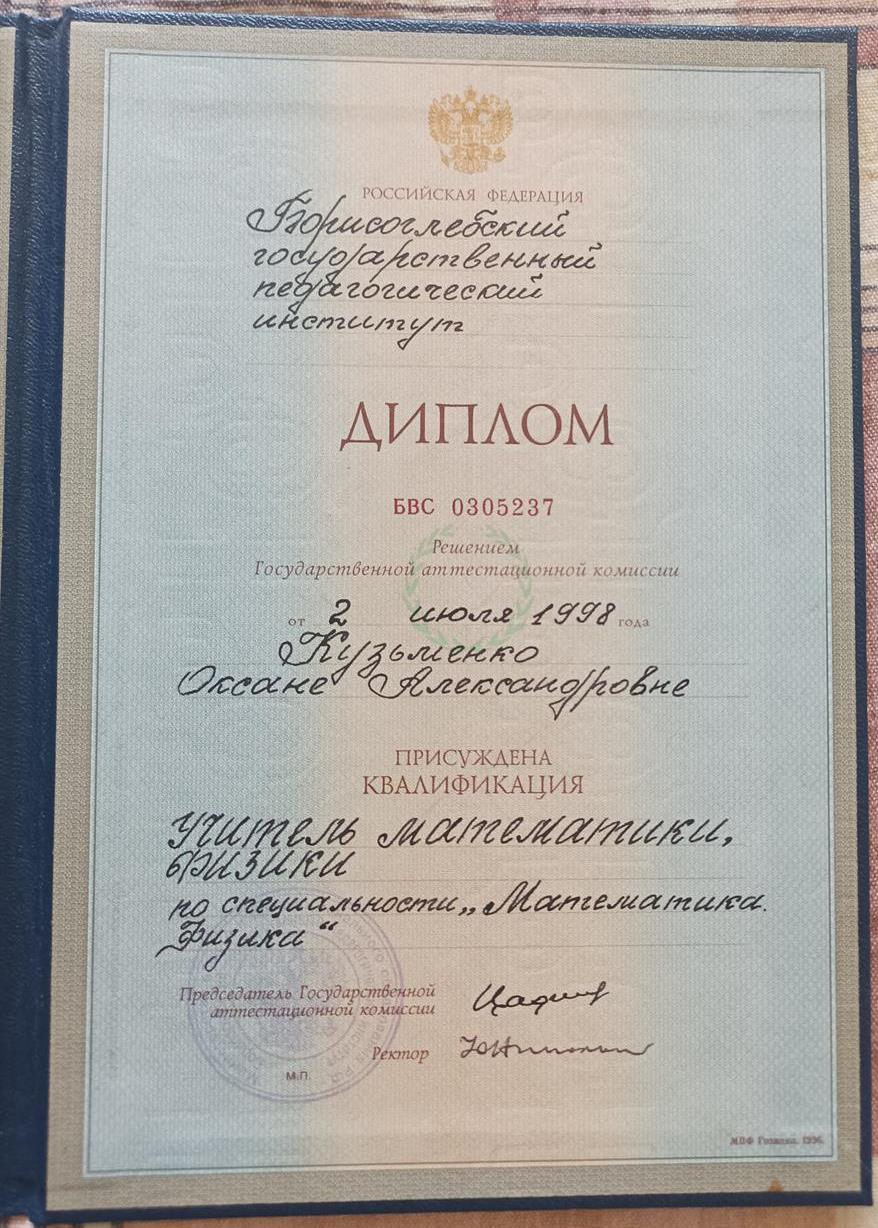 РОССИЙСКАЯ ФЕДЕРАЦИЯ
Борисоглебский
государственный
педагогический
институт
ДИПЛОМ
БВС 0305237
Решением
Государственной аттестационной комиссии
от 2 июля 1998 года
Кузьменко
Оксане Александровне
ПРИСУЖДЕНА
КВАЛИФИКАЦИЯ
учитель математики,
физики
по специальности „Математика.
Физика“
Председатель Государственной
аттестационной комиссии
Ректор
М.П.
МПФ Гознака. 1996.